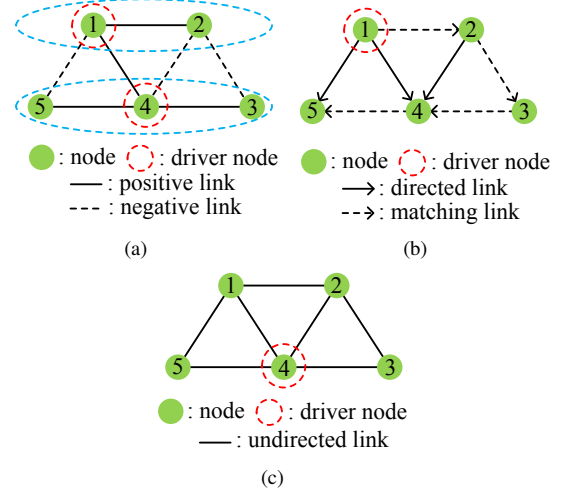 1 2
5 4 3
: node : driver node
: positive link
: negative link
(a)
1 2
5 4 3
: node : driver node
: directed link
: matching link
(b)
1 2
5 4 3
: node : driver node
: undirected link
(c)